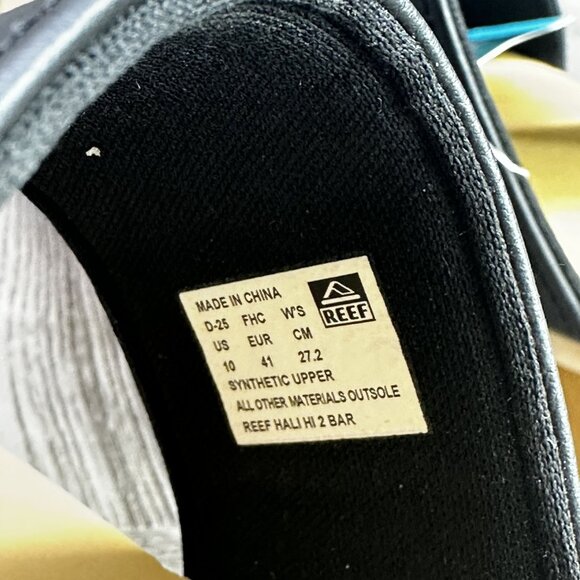 MADE IN CHINA
REEF
D-25 FHC W'S
US EUR CM
10 41 27.2
SYNTHETIC UPPER
ALL OTHER MATERIALS OUTSOLE
REEF HALI HI 2 BAR